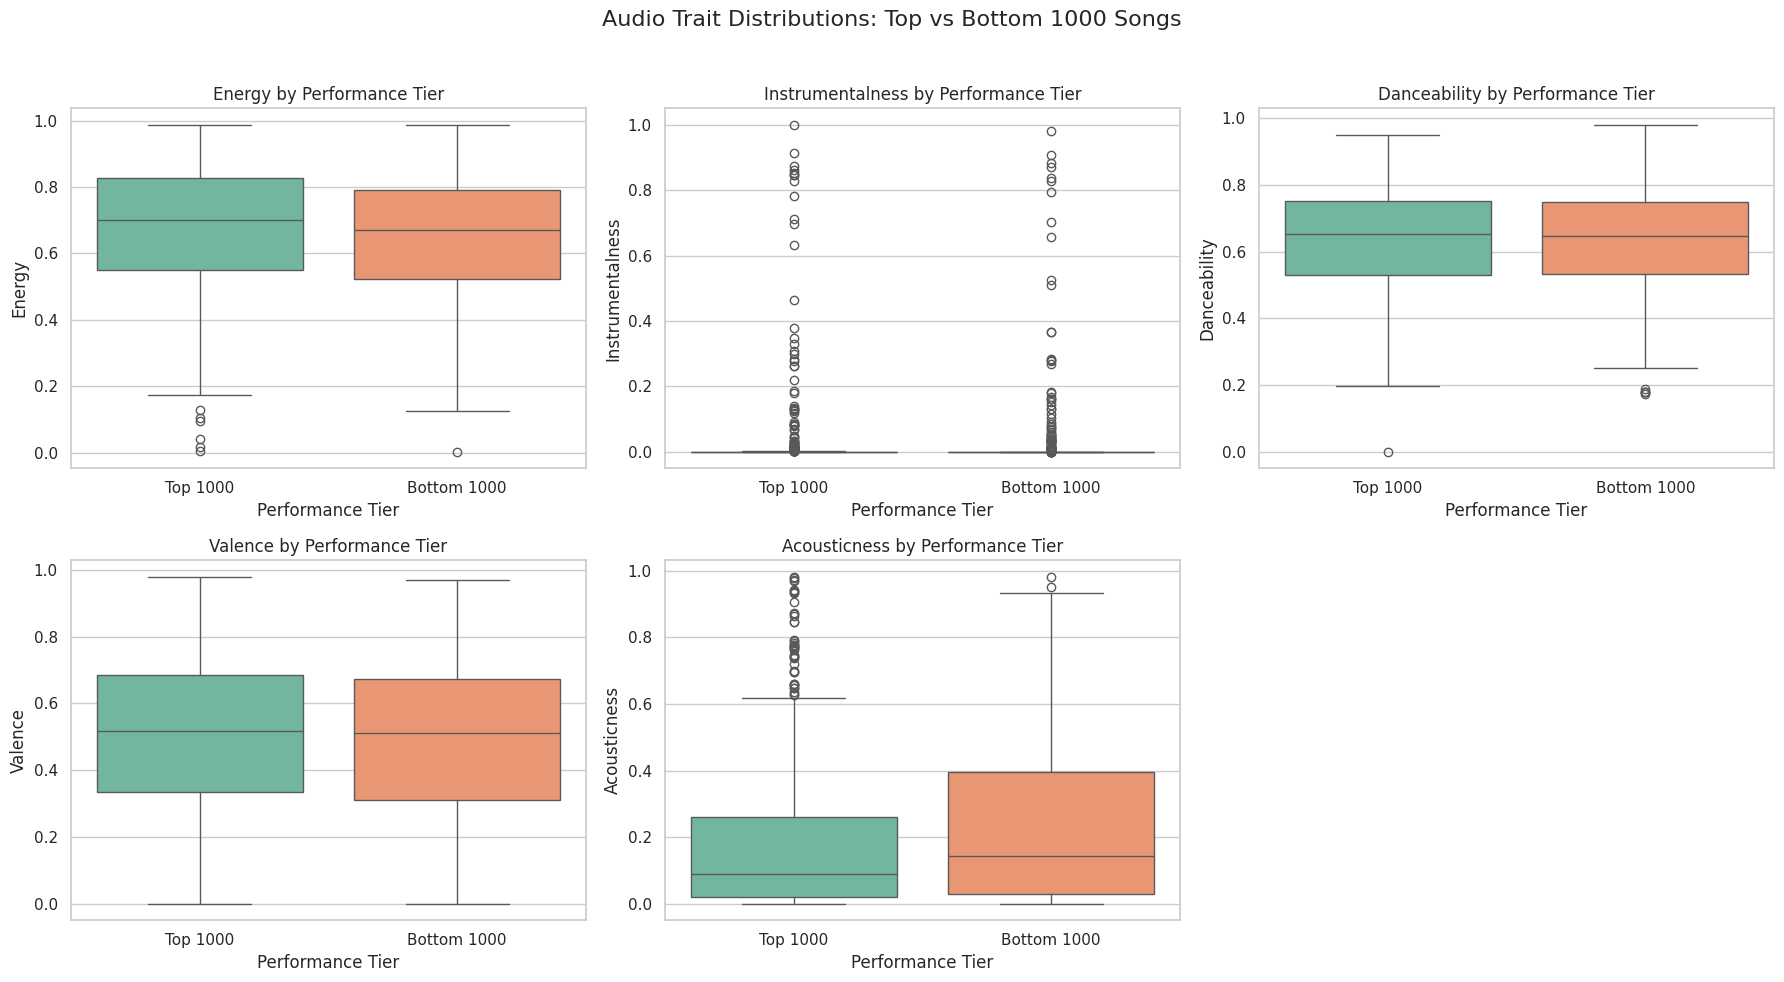 Audio Trait Distributions: Top vs Bottom 1000 Songs
Energy by Performance Tier
1.0
0.8
0.6
0.4
0.2
0.0
Energy
Top 1000
Bottom 1000
Performance Tier
Instrumentalness by Performance Tier
1.0
0.8
0.6
0.4
0.2
0.0
Instrumentalness
Top 1000
Bottom 1000
Performance Tier
Danceability by Performance Tier
1.0
0.8
0.6
0.4
0.2
0.0
Danceability
Top 1000
Bottom 1000
Performance Tier
Valence by Performance Tier
1.0
0.8
0.6
0.4
0.2
0.0
Valence
Top 1000
Bottom 1000
Performance Tier
Acousticness by Performance Tier
1.0
0.8
0.6
0.4
0.2
0.0
Acousticness
Top 1000
Bottom 1000
Performance Tier